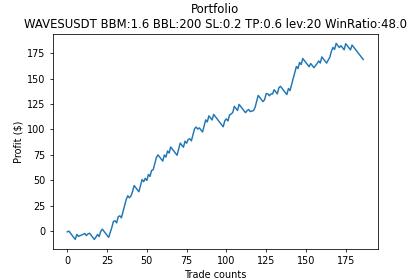 Portfolio
WAVESUSDT BBM:1.6 BBL:200 SL:0.2 TP:0.6 lev:20 WinRatio:48.0
Profit ($)
175
150
125
100
75
50
25
0
0 25 50 75 100 125 150 175
Trade counts